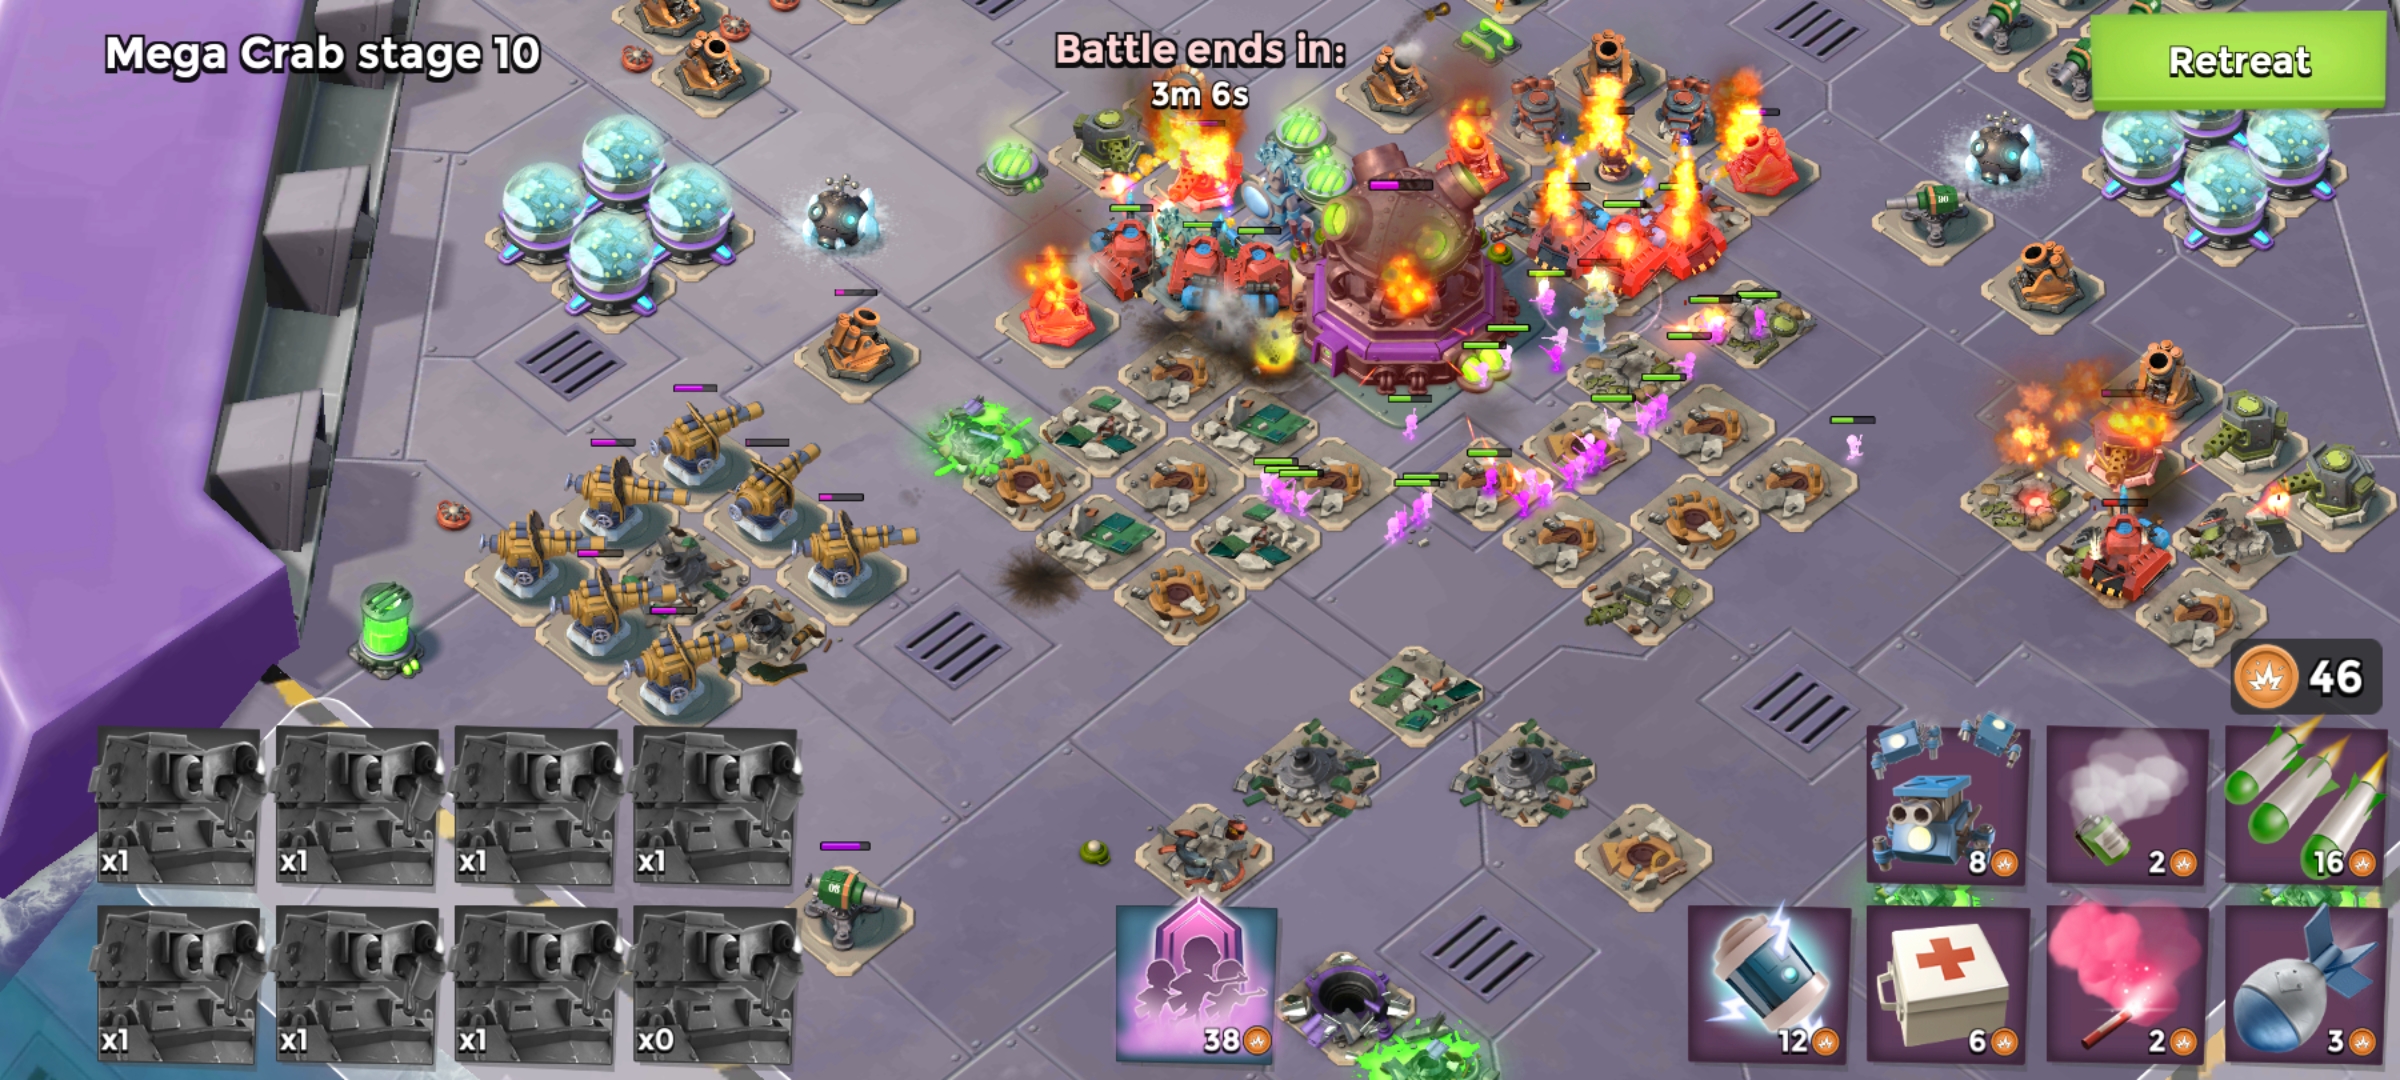 Mega Crab stage 10
Battle ends in:
3m 6s
Retreat
46
x1
x1
x1
x1
8
2
16
x1
x1
x1
x0
38
12
6
2
3